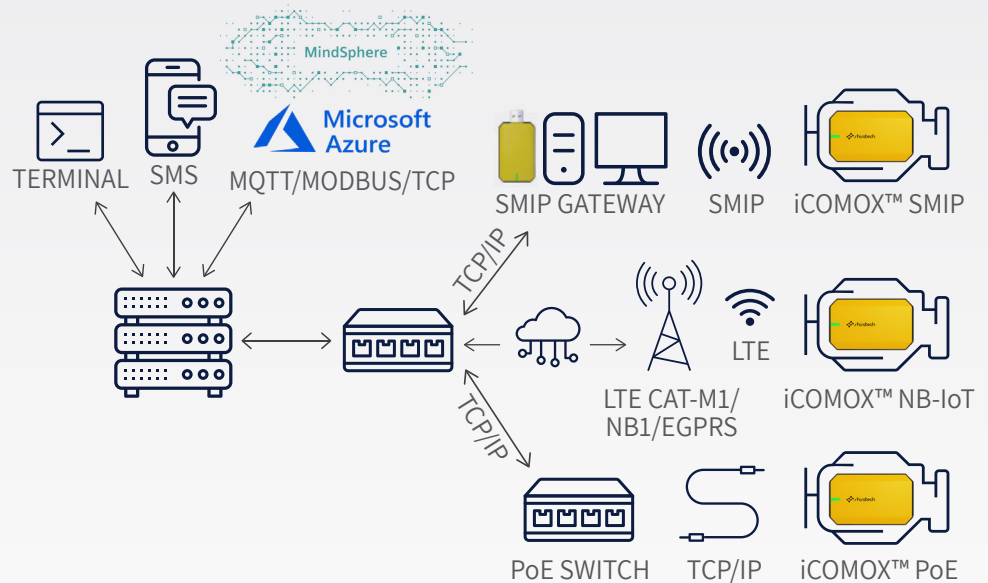 MindSphere
Microsoft
Azure
TERMINAL
SMS
MQTT/MODBUS/TCP
SMIP GATEWAY
SMIP
iCOMOX™ SMIP
TCP/IP
LTE
LTE CAT-M1/
NB1/EGPRS
iCOMOX™ NB-IoT
TCP/IP
PoE SWITCH
TCP/IP
iCOMOX™ PoE